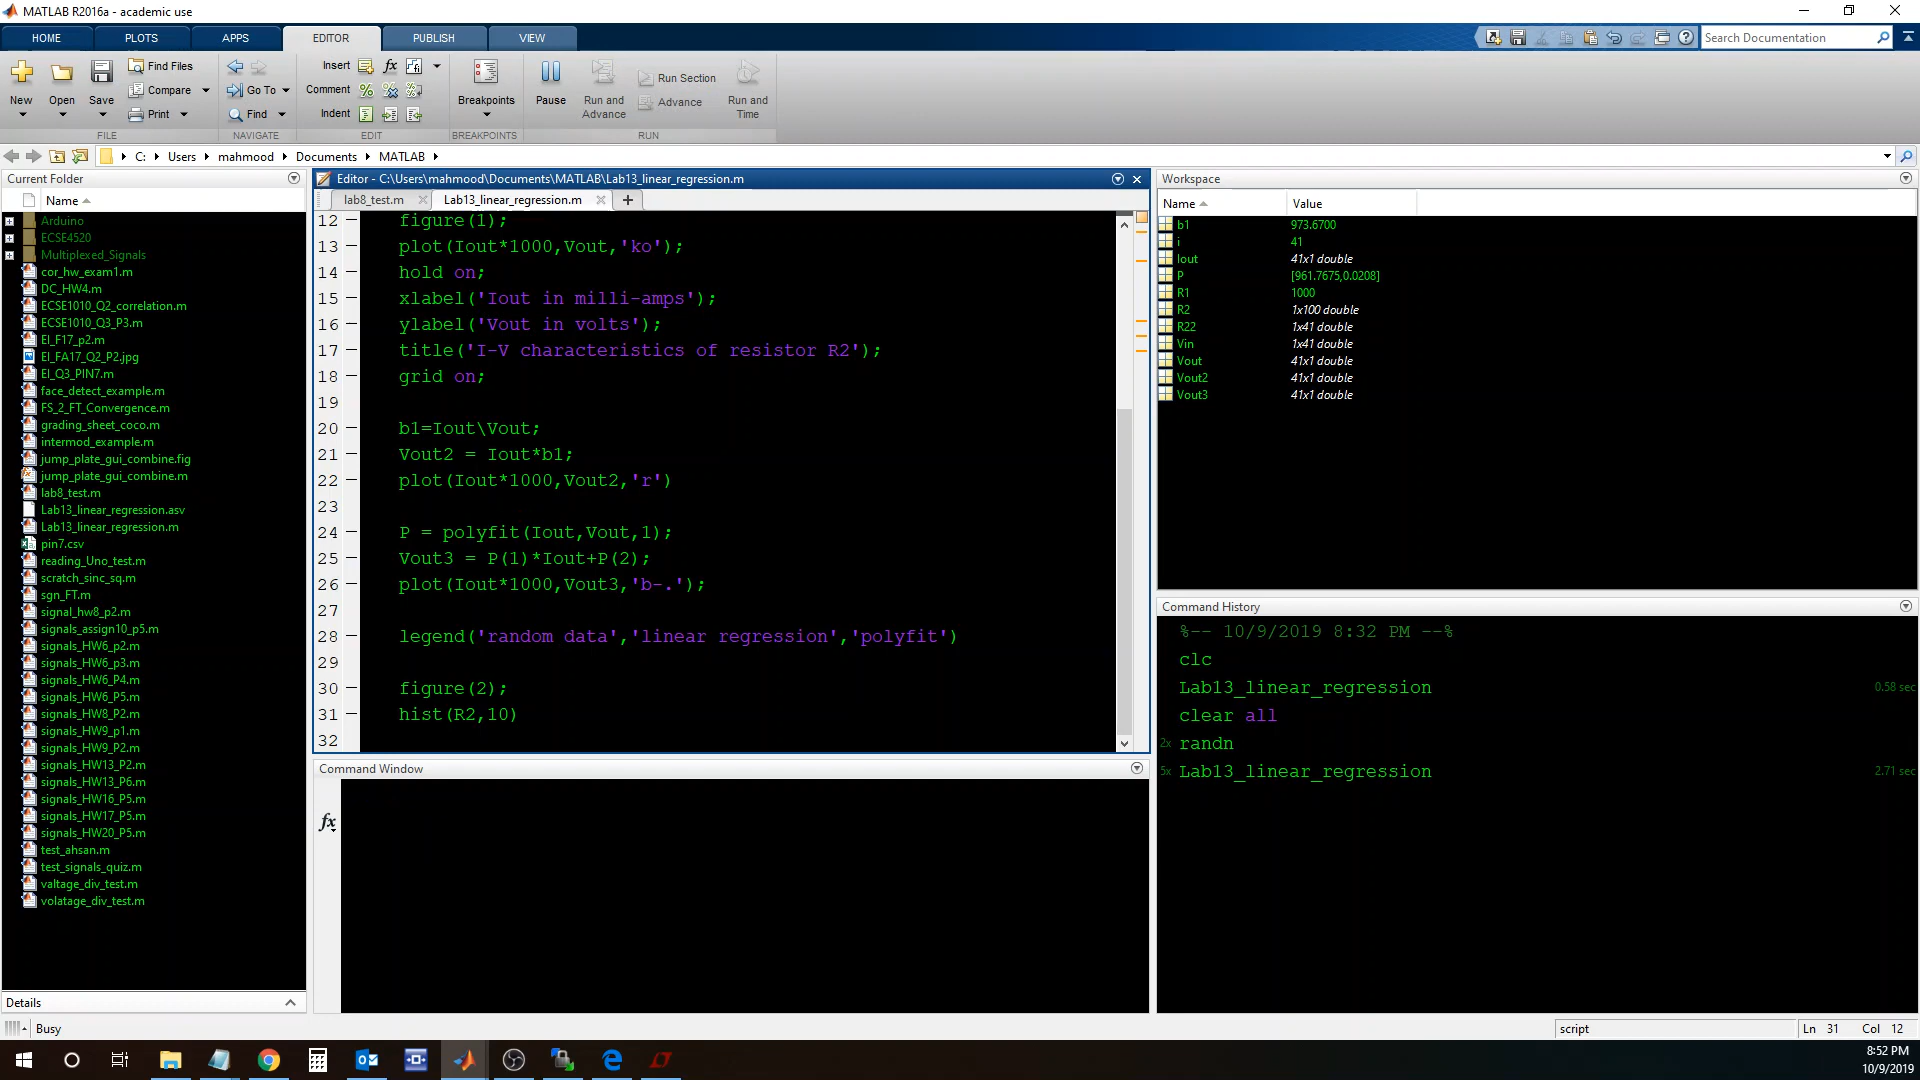 MATLAB R2016a - academic use
HOME PLOTS APPS EDITOR PUBLISH VIEW
Search Documentation
New Open Save Find Files Compare Print
FILE
Go To Find
NAVIGATE
Insert fx
Comment
Indent
EDIT
Breakpoints
BREAKPOINTS
Pause Run and Advance Run Section Advance Run and Time
RUN
C: Users mahmood Documents MATLAB
Current Folder
Name
Arduino
ECSE4520
Multiplexed_Signals
cor_hw_exam1.m
DC_HW4.m
ECSE1010_Q2_correlation.m
ECSE1010_Q3_P3.m
EI_F17_p2.m
EI_FA17_Q2_P2.jpg
EI_Q3_PIN7.m
face_detect_example.m
FS_2_FT_Convergence.m
grading_sheet_coco.m
intermod_example.m
jump_plate_gui_combine.fig
jump_plate_gui_combine.m
lab8_test.m
Lab13_linear_regression.asv
Lab13_linear_regression.m
pin7.csv
reading_Uno_test.m
scratch_sinc_sq.m
sgn_FT.m
signal_hw8_p2.m
signals_assign10_p5.m
signals_HW6_p2.m
signals_HW6_p3.m
signals_HW6_P4.m
signals_HW6_P5.m
signals_HW8_P2.m
signals_HW9_p1.m
signals_HW9_P2.m
signals_HW13_P2.m
signals_HW13_P6.m
signals_HW16_P5.m
signals_HW17_P5.m
signals_HW20_P5.m
test_ahsan.m
test_signals_quiz.m
valtage_div_test.m
volatage_div_test.m
Details
Editor - C:\Users\mahmood\Documents\MATLAB\Lab13_linear_regression.m
lab8_test.m Lab13_linear_regression.m
12 figure(1);
13 plot(Iout*1000,Vout,'ko');
14 hold on;
15 xlabel('Iout in milli-amps');
16 ylabel('Vout in volts');
17 title('I-V characteristics of resistor R2');
18 grid on;
19
20 b1=Iout\Vout;
21 Vout2 = Iout*b1;
22 plot(Iout*1000,Vout2,'r')
23
24 P = polyfit(Iout,Vout,1);
25 Vout3 = P(1)*Iout+P(2);
26 plot(Iout*1000,Vout3,'b-.');
27
28 legend('random data','linear regression','polyfit')
29
30 figure(2);
31 hist(R2,10)
32
Command Window
fx
Workspace
Name Value
b1 973.6700
i 41
Iout 41x1 double
P [961.7675,0.0208]
R1 1000
R2 1x100 double
R22 1x41 double
Vin 1x41 double
Vout 41x1 double
Vout2 41x1 double
Vout3 41x1 double
Command History
%-- 10/9/2019 8:32 PM --%
clc
Lab13_linear_regression 0.58 sec
clear all
2x randn
5x Lab13_linear_regression 2.71 sec
Busy
script
Ln 31 Col 12
8:52 PM
10/9/2019